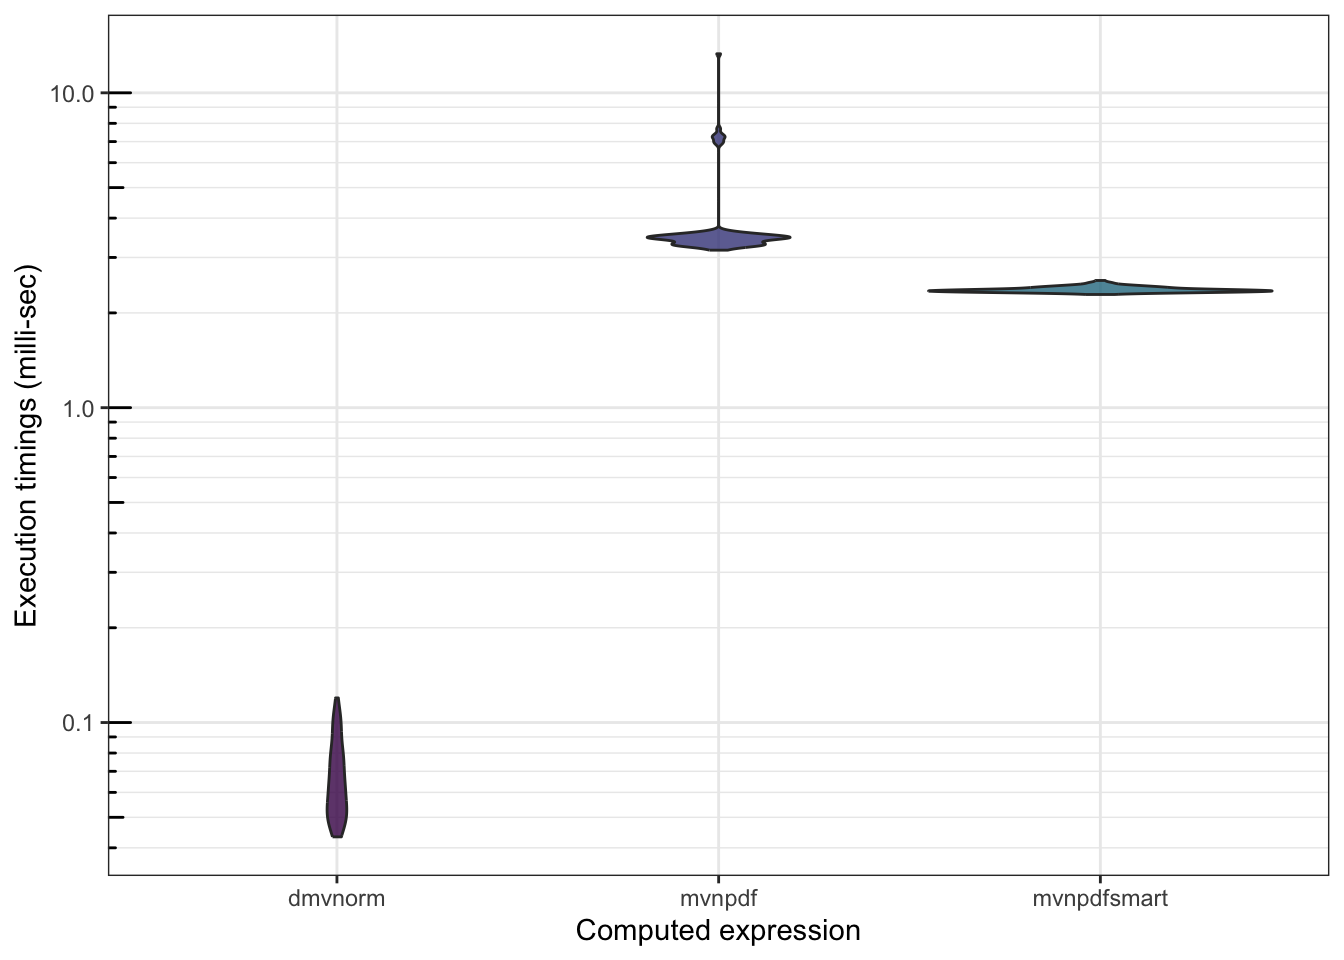 Execution timings (milli-sec)
10.0
1.0
0.1
dmvnorm
mvnpdf
mvnpdfsmart
Computed expression